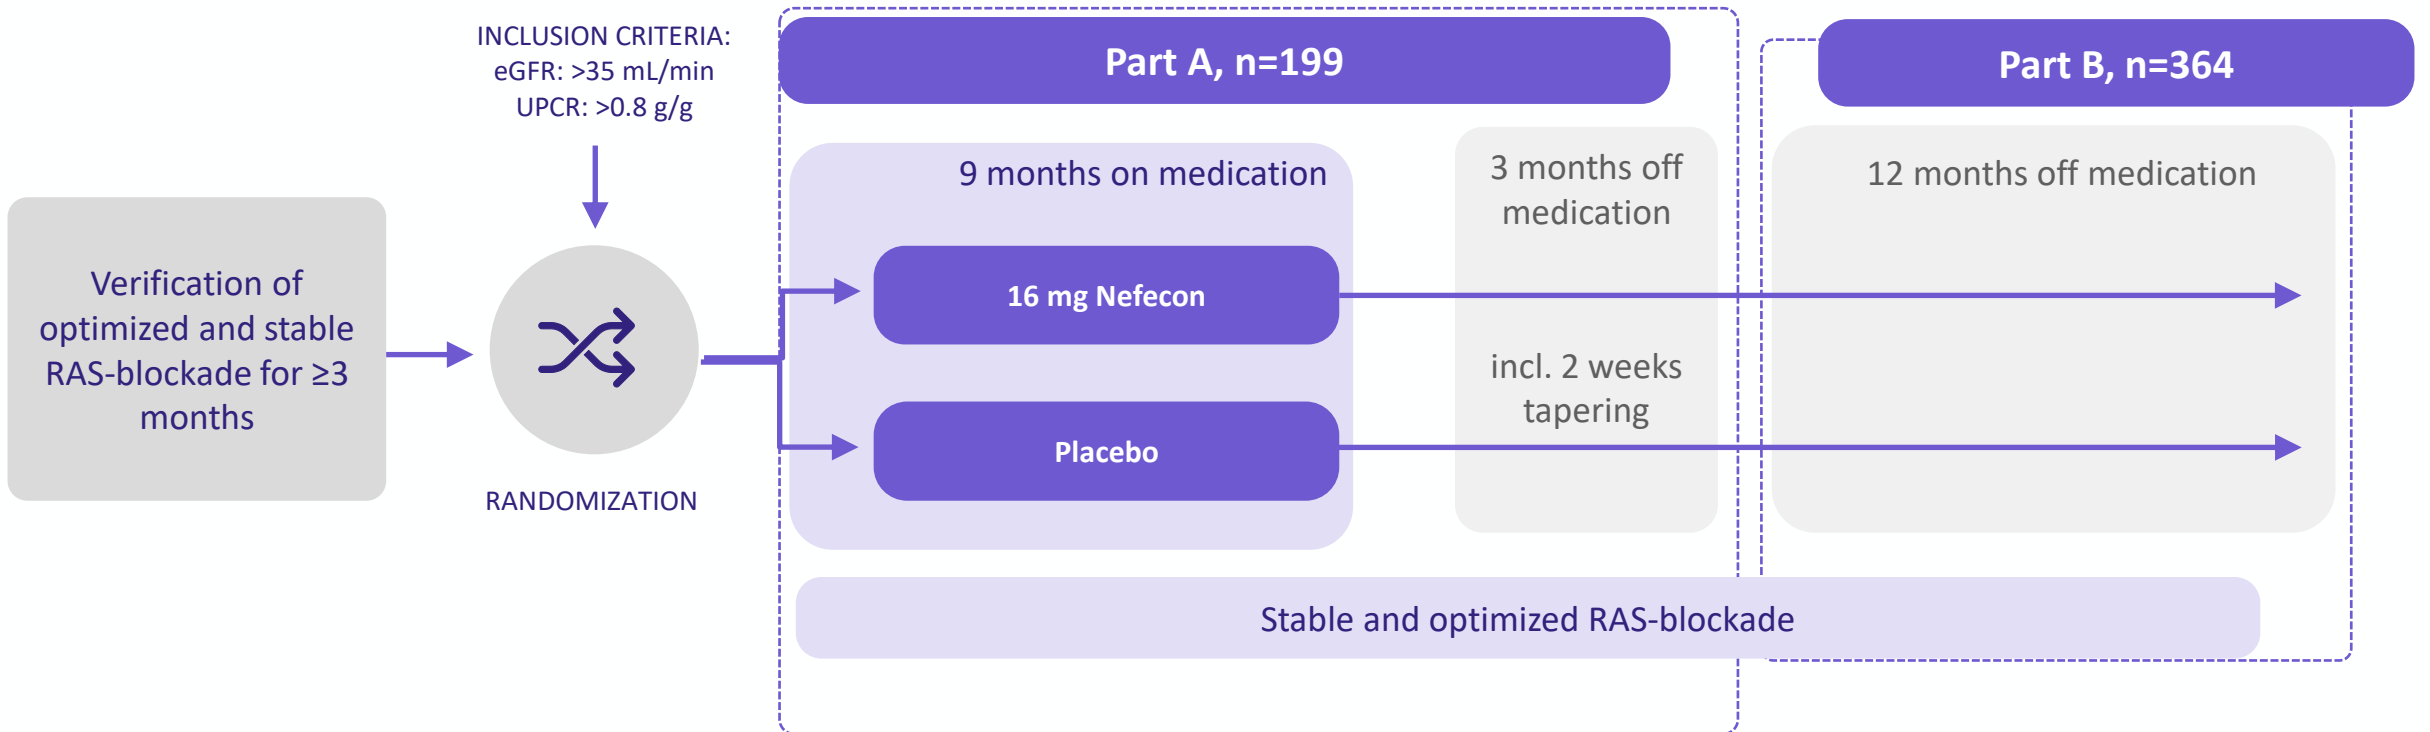 INCLUSION CRITERIA:
eGFR: >35 mL/min
UPCR: >0.8 g/g
Verification of
optimized and stable
RAS-blockade for ≥3
months
RANDOMIZATION
Part A, n=199
9 months on medication
16 mg Nefecon
Placebo
3 months off
medication
incl. 2 weeks
tapering
Part B, n=364
12 months off medication
Stable and optimized RAS-blockade